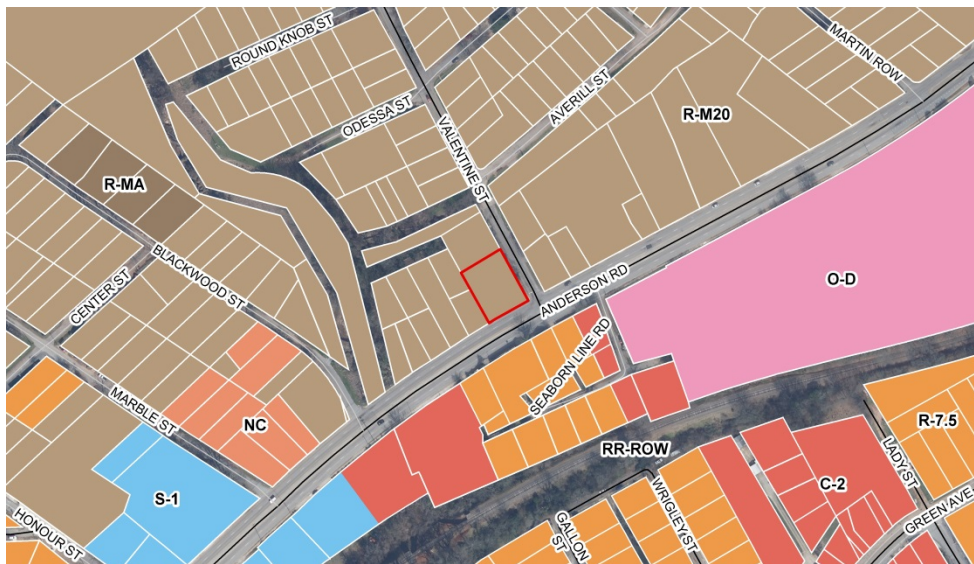 ROUND KNOB ST
MARTIN ROW
ODESSA ST
AVERILL ST
VALENTINE ST
R-M20
R-MA
BLACKWOOD ST
CENTER ST
ANDERSON RD
O-D
SEABORN LINE RD
MARBLE ST
NC
R-7.5
RR-ROW
LADY ST
S-1
C-2
WRIGLEY ST
GALLON
ST
GREEN AVE
HONOUR ST